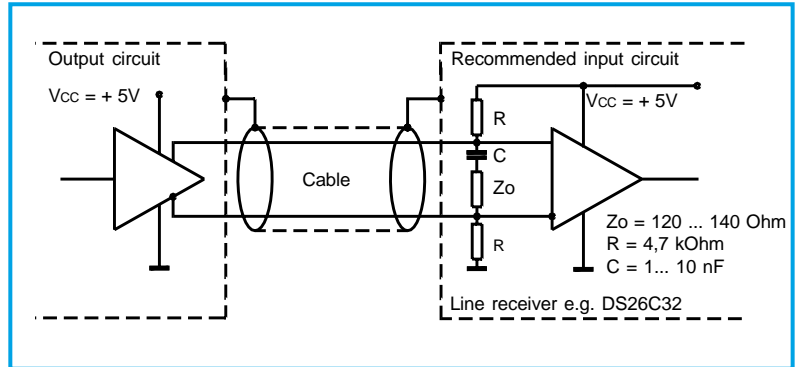 Output circuit
Vcc = + 5V
Cable
Recommended input circuit
R
Vcc = + 5V
C
Zo
R
Zo = 120 ... 140 Ohm
R = 4,7 kOhm
C = 1... 10 nF
Line receiver e.g. DS26C32